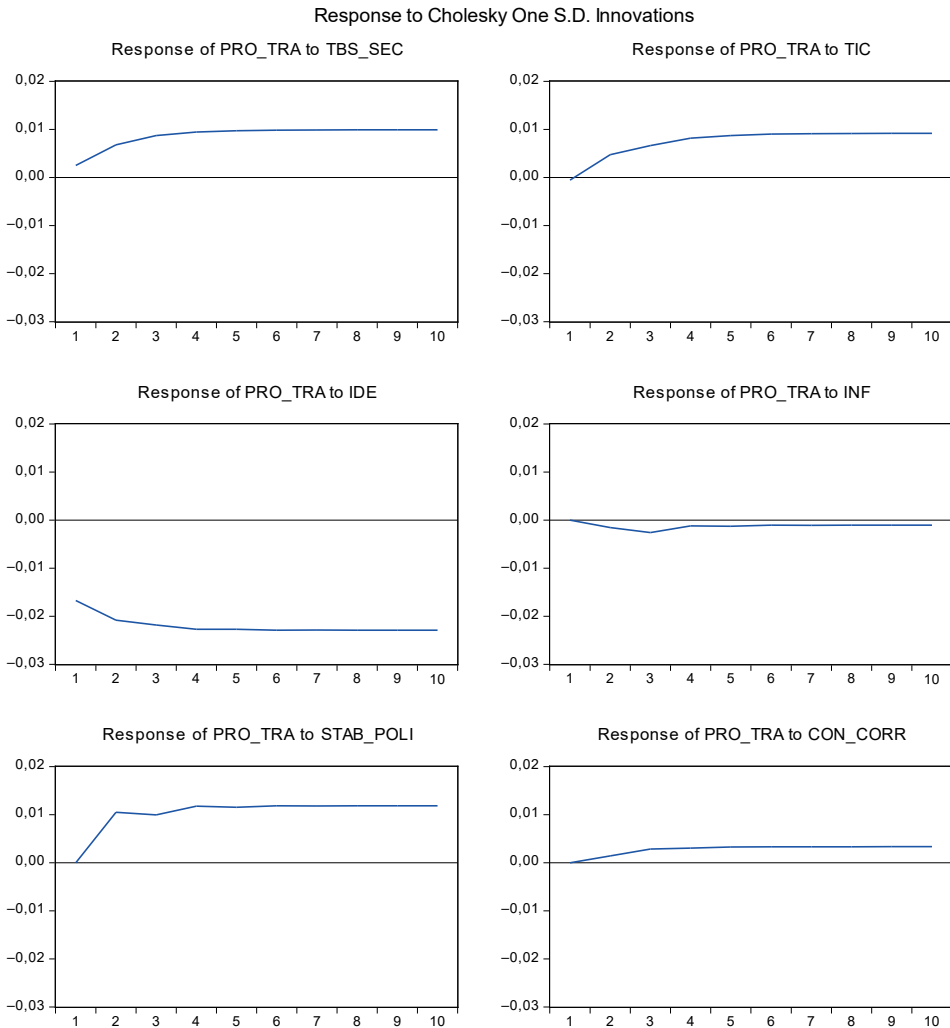 Response to Cholesky One S.D. Innovations
Response of PRO_TRA to TBS_SEC
0,02
0,01
0,00
–0,01
–0,02
–0,03
1 2 3 4 5 6 7 8 9 10
Response of PRO_TRA to TIC
0,02
0,01
0,00
–0,01
–0,02
–0,03
1 2 3 4 5 6 7 8 9 10
Response of PRO_TRA to IDE
0,02
0,01
0,00
–0,01
–0,02
–0,03
1 2 3 4 5 6 7 8 9 10
Response of PRO_TRA to INF
0,02
0,01
0,00
–0,01
–0,02
–0,03
1 2 3 4 5 6 7 8 9 10
Response of PRO_TRA to STAB_POLI
0,02
0,01
0,00
–0,01
–0,02
–0,03
1 2 3 4 5 6 7 8 9 10
Response of PRO_TRA to CON_CORR
0,02
0,01
0,00
–0,01
–0,02
–0,03
1 2 3 4 5 6 7 8 9 10